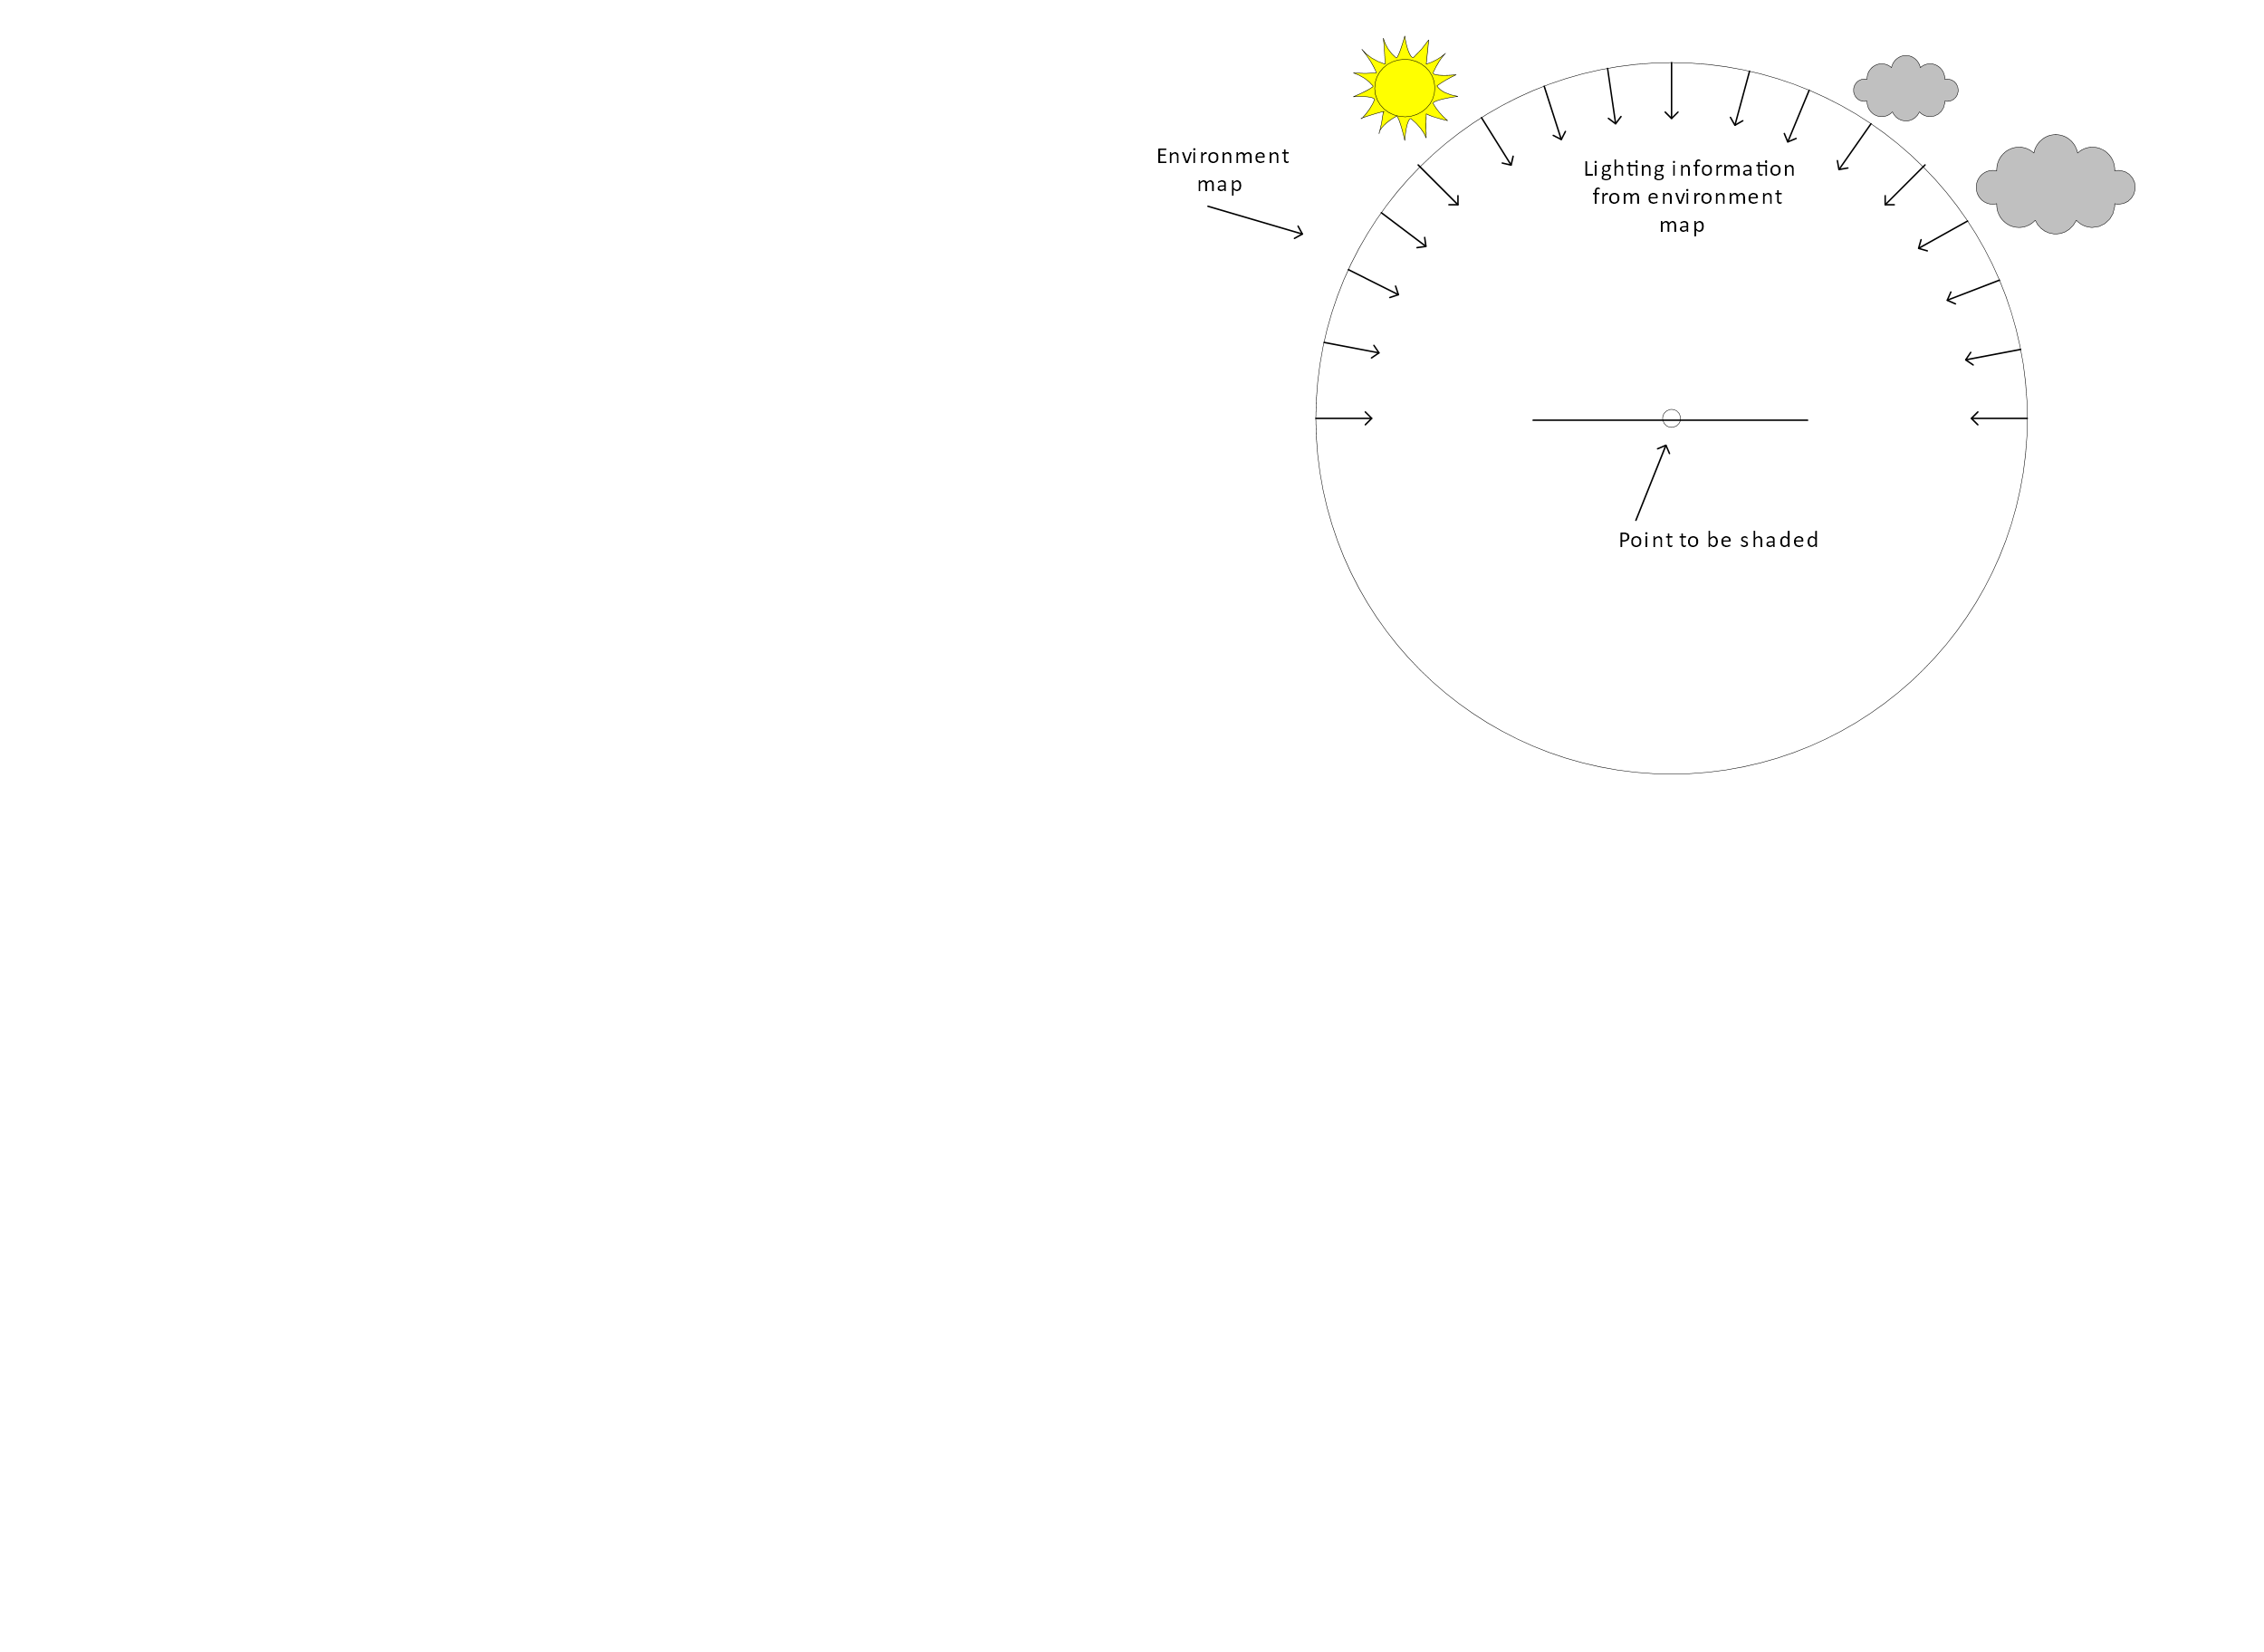 Environment
map
Lighting information
from environment
map
Point to be shaded